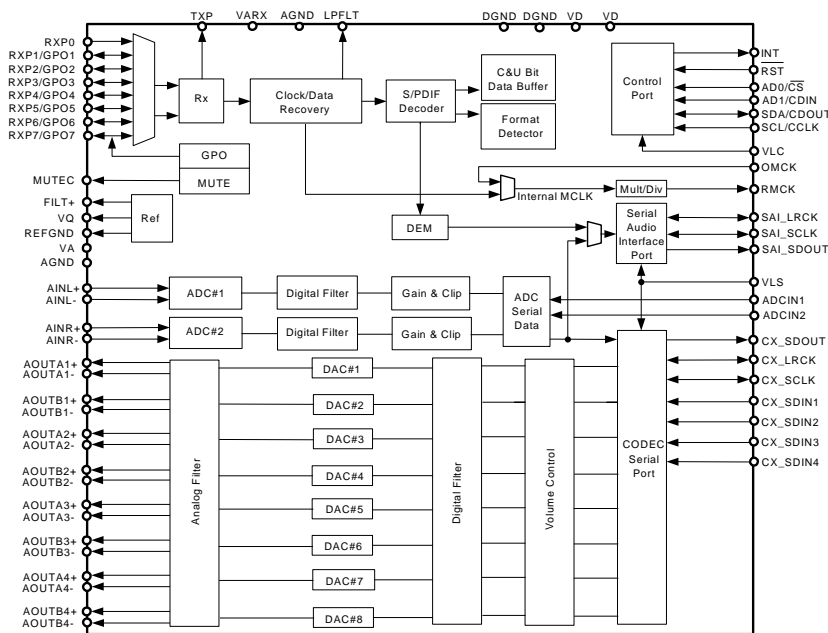 TXP VARX AGND LPFLT DGND DGND VD VD
RXP0
RXP1/GPO1
RXP2/GPO2
RXP3/GPO3
RXP4/GPO4
RXP5/GPO5
RXP6/GPO6
RXP7/GPO7
Rx
Clock/Data
Recovery
S/PDIF
Decoder
C&U Bit
Data Buffer
Format
Detector
Control
Port
INT
RST
AD0/CS
AD1/CDIN
SDA/CDOUT
SCL/CCLK
VLC
OMCK
RMCK
GPO
MUTE
MUTEC
Internal MCLK
Mult/Div
FILT+
VQ
REFGND
VA
AGND
Ref
DEM
Serial
Audio
Interface
Port
SAI_LRCK
SAI_SCLK
SAI_SDOUT
VLS
AINL+
AINL-
AINR+
AINR-
ADC#1
Digital Filter
Gain & Clip
ADC#2
Digital Filter
Gain & Clip
ADC
Serial
Data
ADCIN1
ADCIN2
CX_SDOUT
CX_LRCK
CX_SCLK
CX_SDIN1
CX_SDIN2
CX_SDIN3
CX_SDIN4
AOUTA1+
AOUTA1-
AOUTB1+
AOUTB1-
AOUTA2+
AOUTA2-
AOUTB2+
AOUTB2-
AOUTA3+
AOUTA3-
AOUTB3+
AOUTB3-
AOUTA4+
AOUTA4-
AOUTB4+
AOUTB4-
Analog Filter
DAC#1
DAC#2
DAC#3
DAC#4
DAC#5
DAC#6
DAC#7
DAC#8
Digital Filter
Volume Control
CODEC
Serial
Port